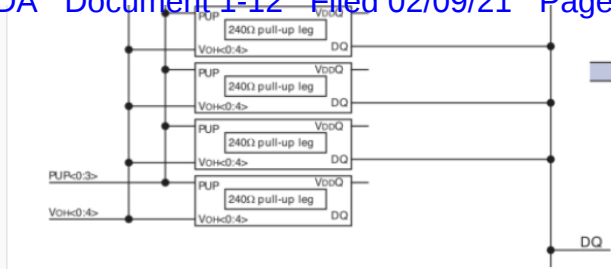 DA Document 1-12 Filed 02/09/21 Page
PUP VDDQ
240Ω pull-up leg
VOH<0:4> DQ
PUP VDDQ
240Ω pull-up leg
VOH<0:4> DQ
PUP VDDQ
240Ω pull-up leg
VOH<0:4> DQ
PUP<0:3>
PUP VDDQ
240Ω pull-up leg
VOH<0:4>
VOH<0:4> DQ
DQ